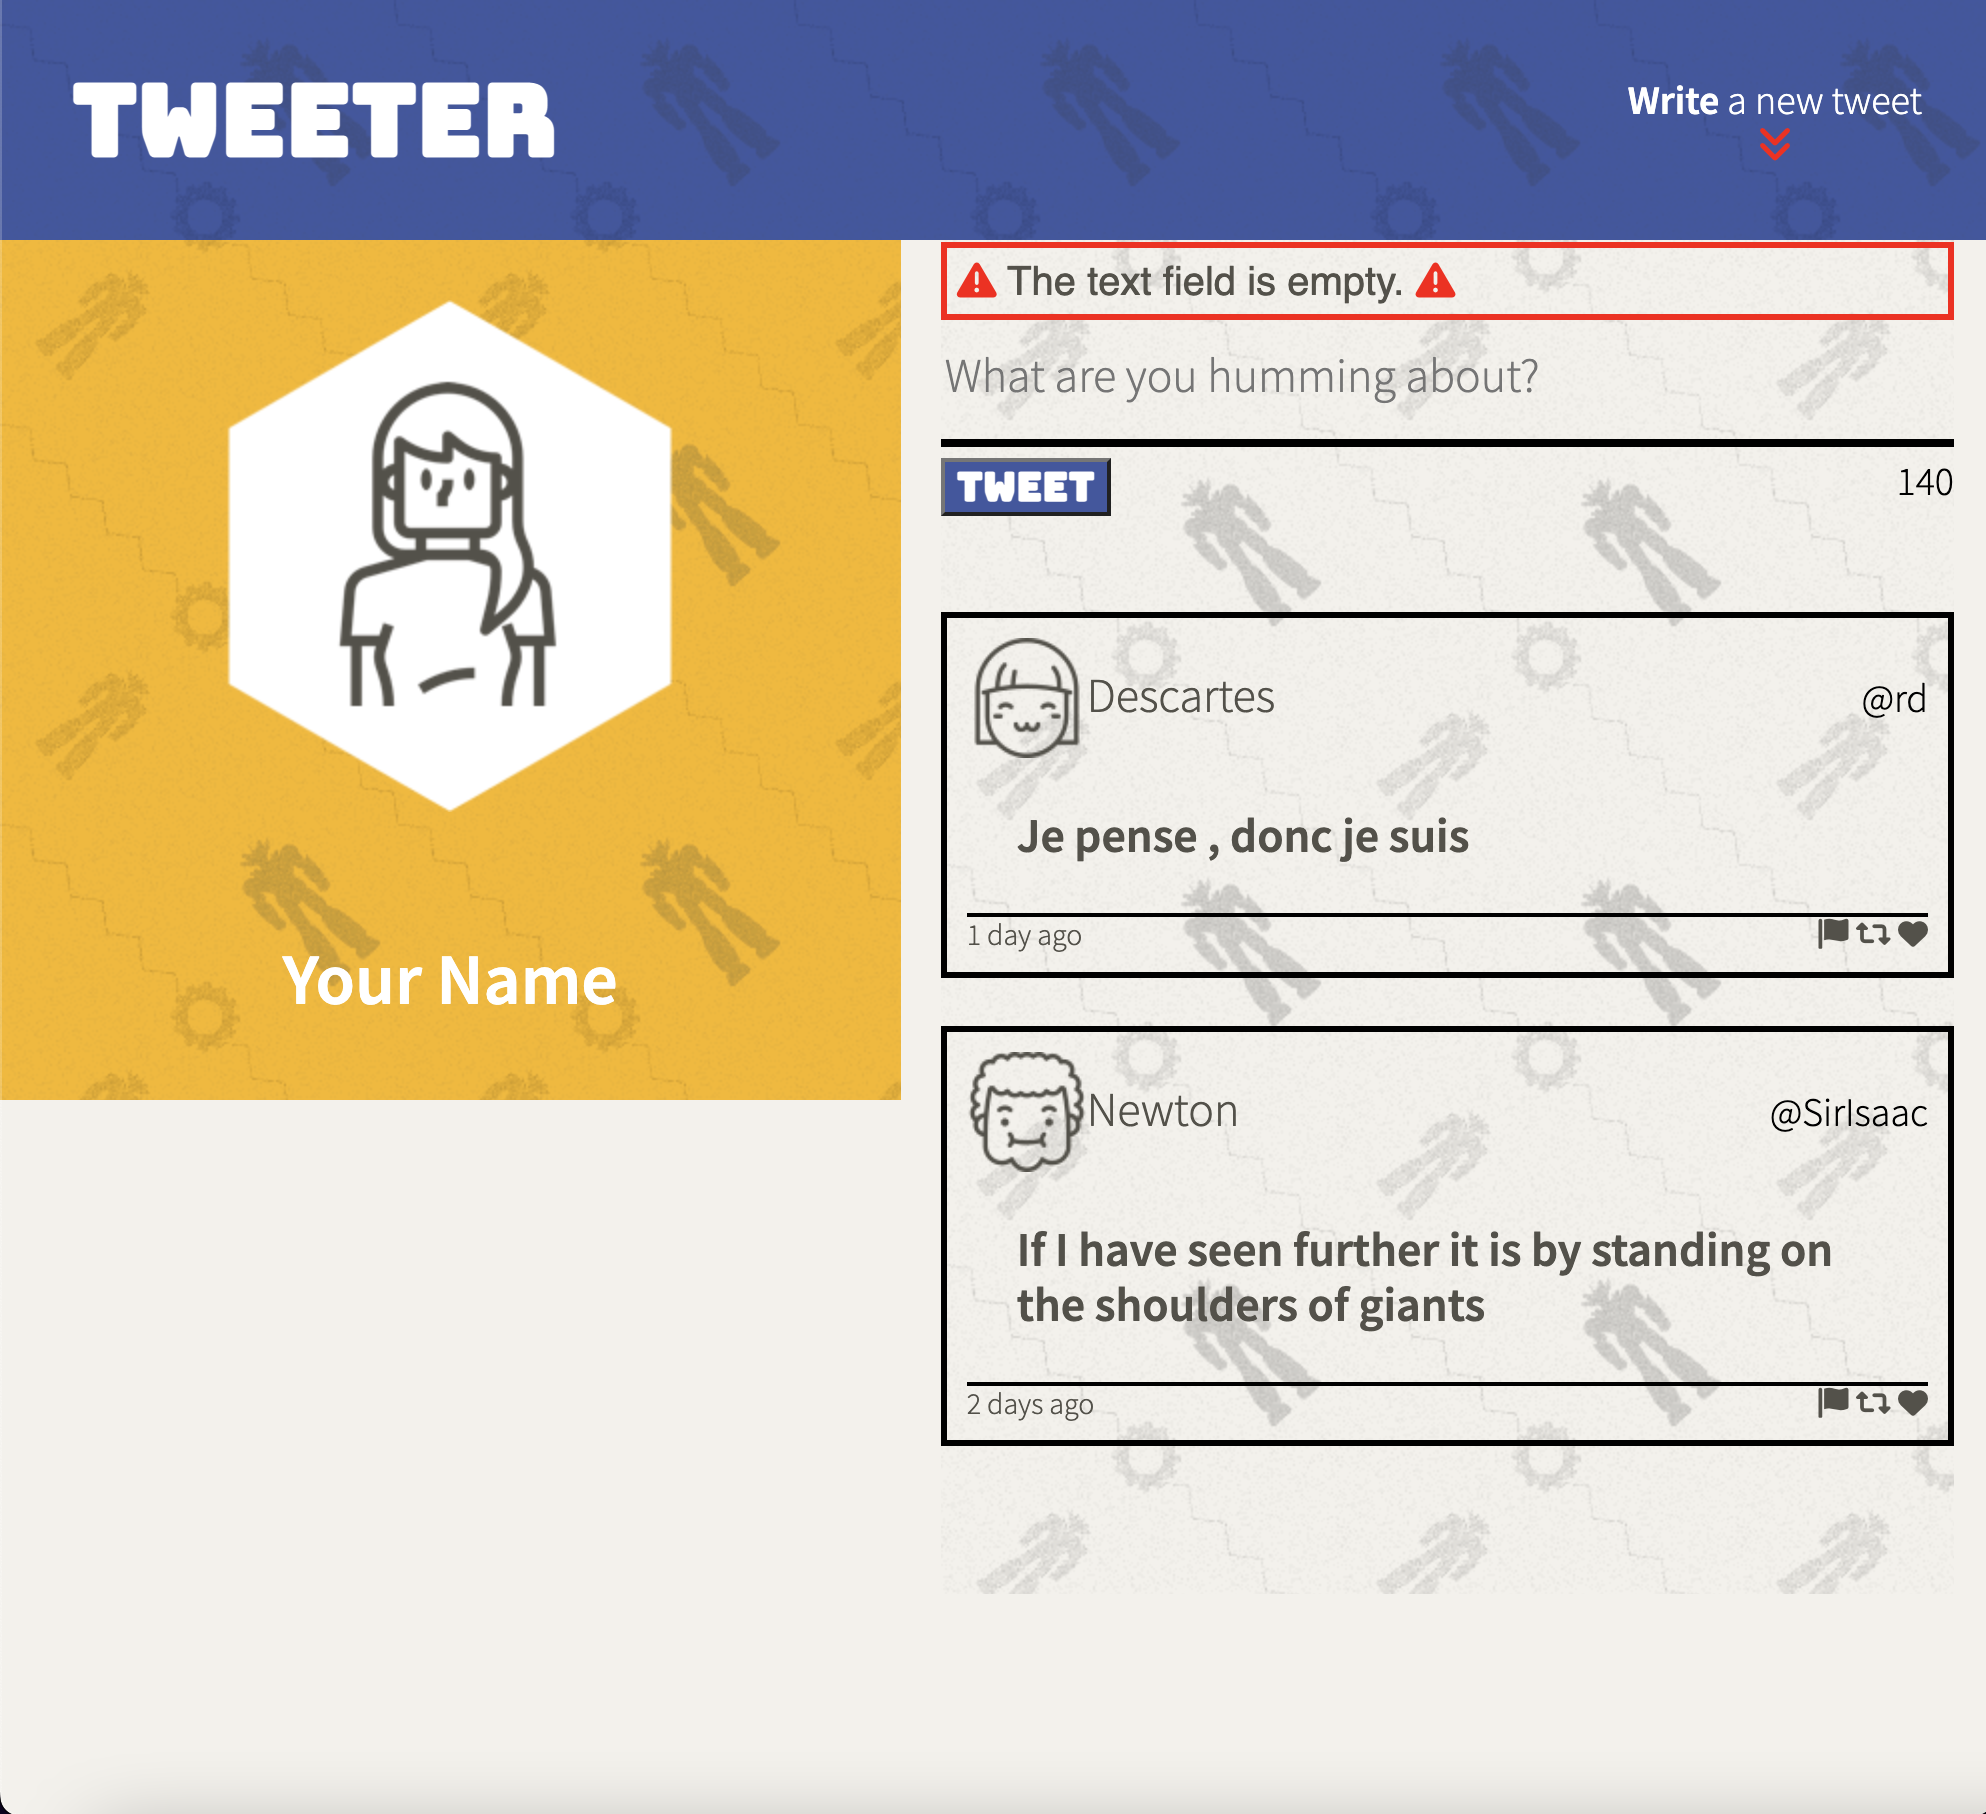 TWEETER
Write a new tweet
The text field is empty.
What are you humming about?
TWEET
140
Your Name
Descartes
@rd
Je pense , donc je suis
1 day ago
Newton
@SirIsaac
If I have seen further it is by standing on
the shoulders of giants
2 days ago